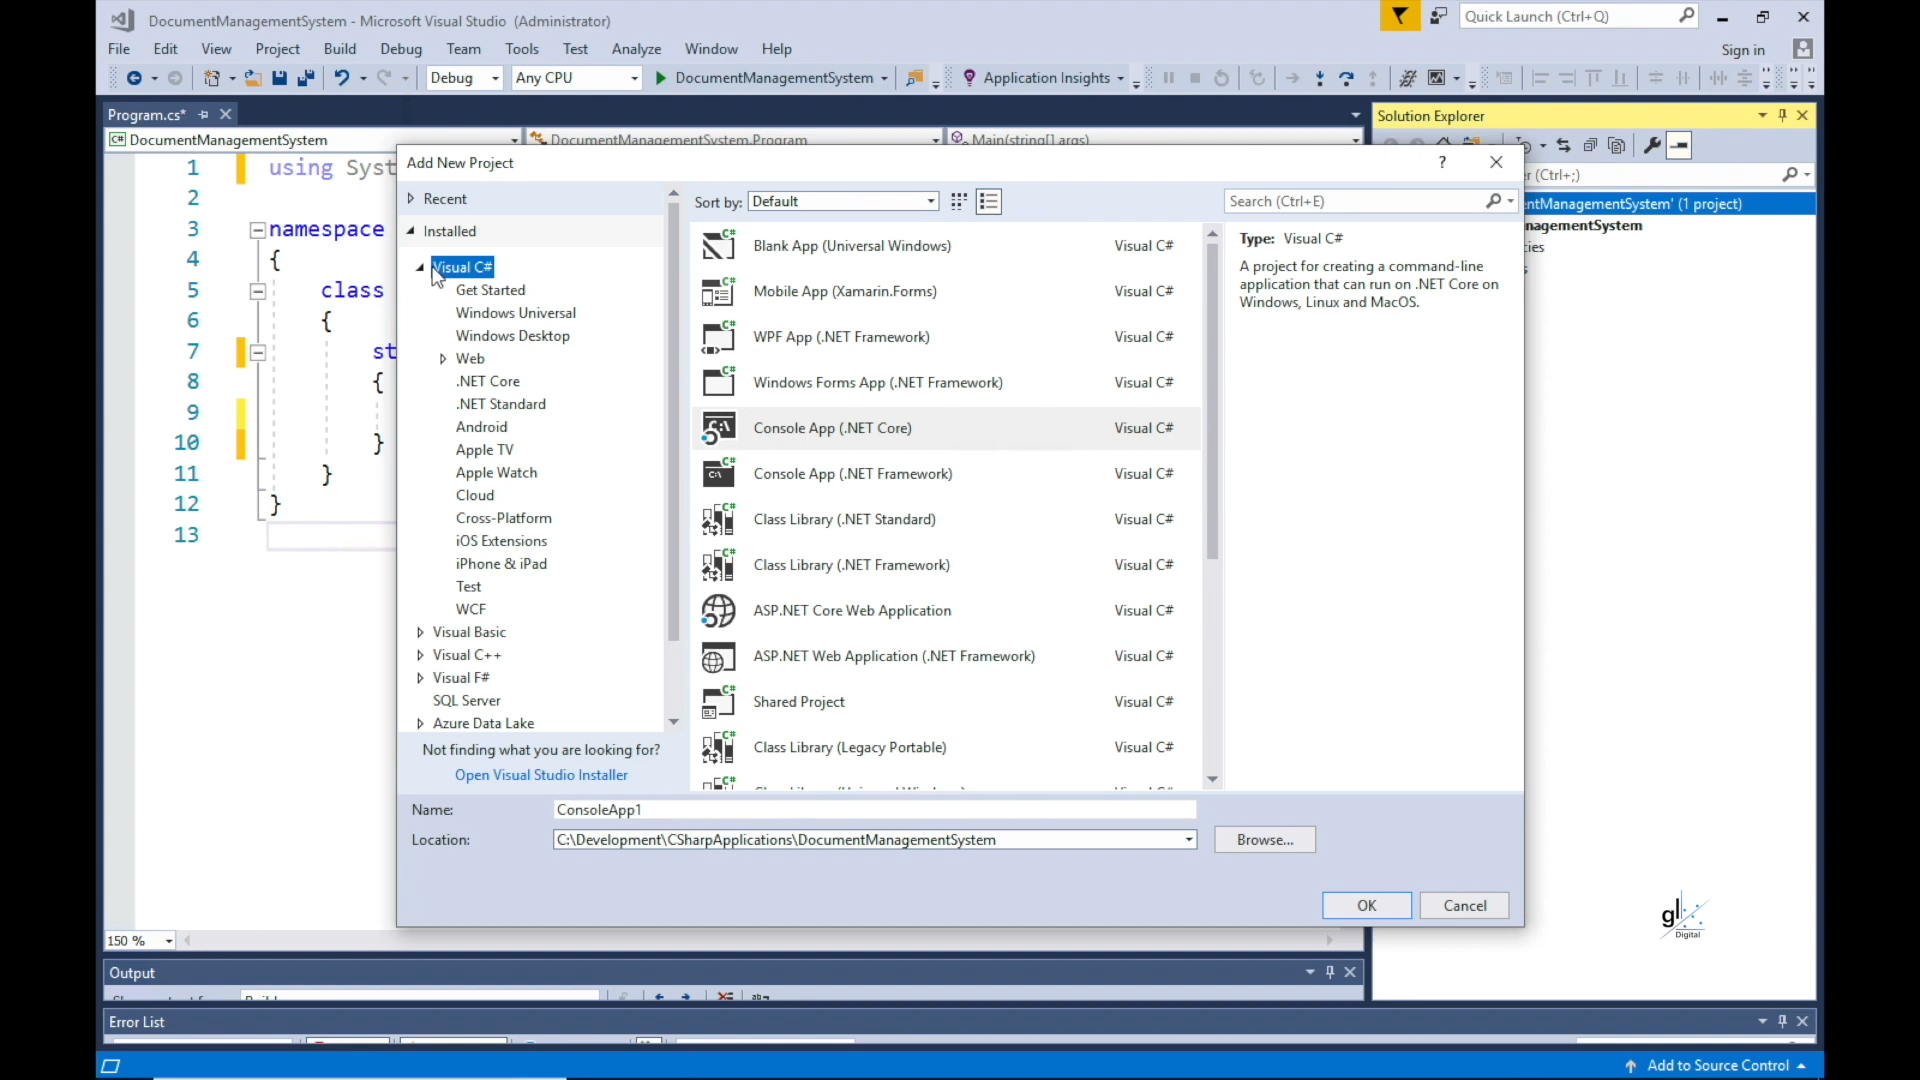 DocumentManagementSystem - Microsoft Visual Studio (Administrator)
Quick Launch (Ctrl+Q)
File Edit View Project Build Debug Team Tools Test Analyze Window Help
Sign in
Debug Any CPU DocumentManagementSystem Application Insights
Program.cs*
Solution Explorer
C# DocumentManagementSystem
DocumentManagementSystem.Program
Main(string[] args)
1 using Syst
2
3 namespace
4 {
5 class
6 {
7 st
8 {
9
10 }
11 }
12 }
13
r (Ctrl+;)
ntManagementSystem' (1 project)
nagementSystem
cies
s
Add New Project
?
Recent
Installed
Visual C#
Get Started
Windows Universal
Windows Desktop
Web
.NET Core
.NET Standard
Android
Apple TV
Apple Watch
Cloud
Cross-Platform
iOS Extensions
iPhone & iPad
Test
WCF
Visual Basic
Visual C++
Visual F#
SQL Server
Azure Data Lake
Not finding what you are looking for?
Open Visual Studio Installer
Sort by: Default
Search (Ctrl+E)
Blank App (Universal Windows) Visual C#
Mobile App (Xamarin.Forms) Visual C#
WPF App (.NET Framework) Visual C#
Windows Forms App (.NET Framework) Visual C#
Console App (.NET Core) Visual C#
Console App (.NET Framework) Visual C#
Class Library (.NET Standard) Visual C#
Class Library (.NET Framework) Visual C#
ASP.NET Core Web Application Visual C#
ASP.NET Web Application (.NET Framework) Visual C#
Shared Project Visual C#
Class Library (Legacy Portable) Visual C#
Type: Visual C#
A project for creating a command-line
application that can run on .NET Core on
Windows, Linux and MacOS.
Name: ConsoleApp1
Location: C:\Development\CSharpApplications\DocumentManagementSystem
Browse...
OK Cancel
gl
Digital
150 %
Output
Error List
Add to Source Control